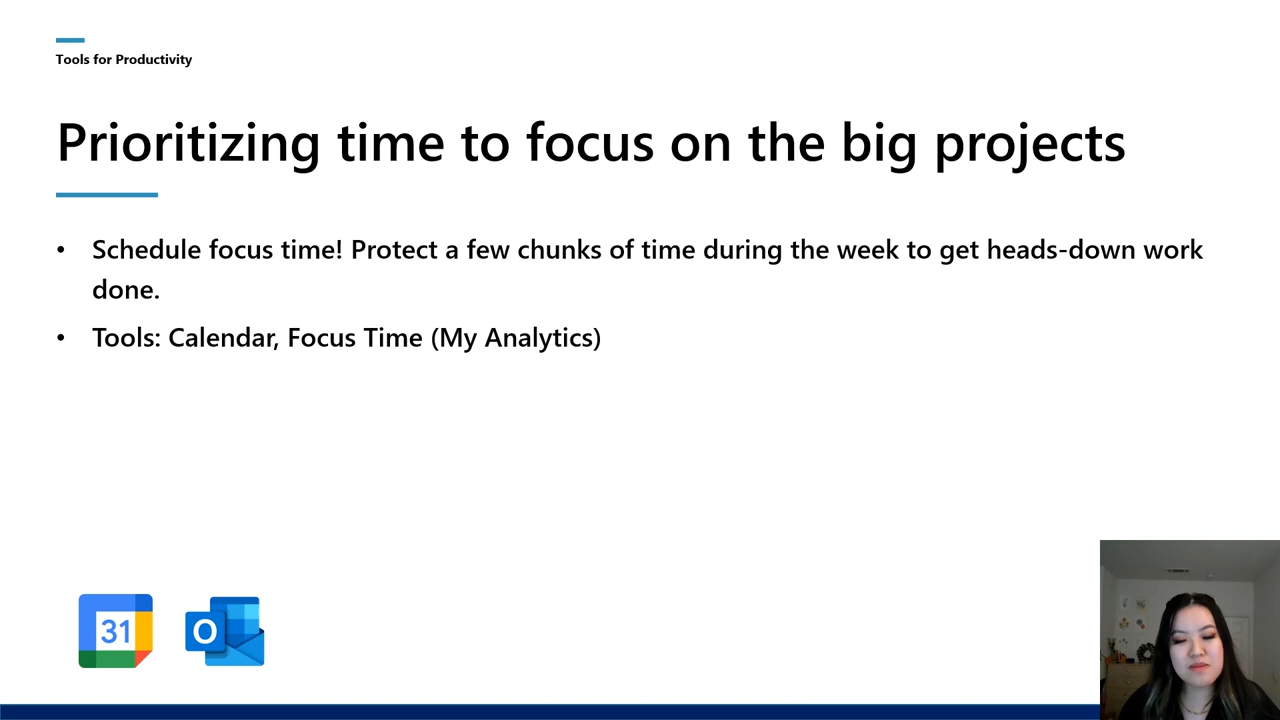 Tools for Productivity
Prioritizing time to focus on the big projects
• Schedule focus time! Protect a few chunks of time during the week to get heads-down work
done.
• Tools: Calendar, Focus Time (My Analytics)
31
O